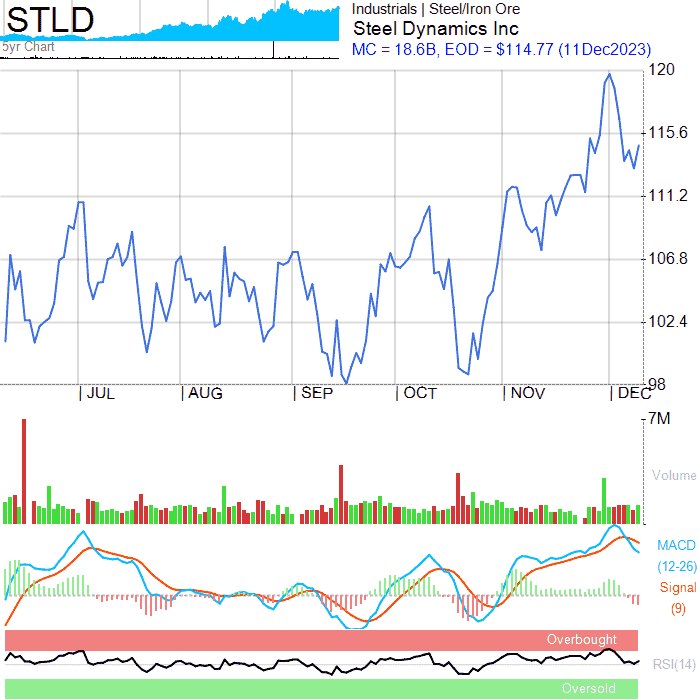 STLD
5yr Chart
Industrials | Steel/Iron Ore
Steel Dynamics Inc
MC = 18.6B, EOD = $114.77 (11Dec2023)
120
115.6
111.2
106.8
102.4
98
| JUL | AUG | SEP | OCT | NOV | DEC
7M
Volume
MACD
(12-26)
Signal
(9)
Overbought
RSI(14)
Oversold